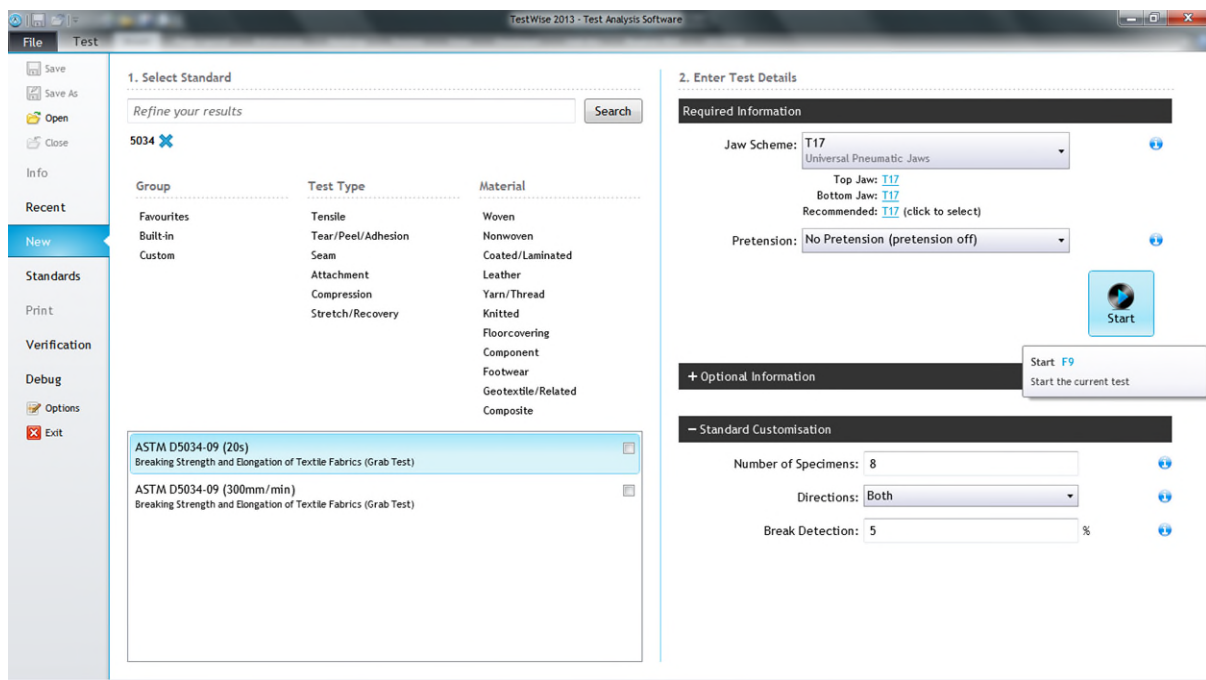 TestWise 2013 - Test Analysis Software
File Test
Save
Save As
Open
Close
Info
Recent
New
Standards
Print
Verification
Debug
Options
Exit
1. Select Standard
Refine your results
Search
5034
Group
Favourites
Built-in
Custom
Test Type
Tensile
Tear/Peel/Adhesion
Seam
Attachment
Compression
Stretch/Recovery
Material
Woven
Nonwoven
Coated/Laminated
Leather
Yarn/Thread
Knitted
Floorcovering
Component
Footwear
Geotextile/Related
Composite
ASTM D5034-09 (20s)
Breaking Strength and Elongation of Textile Fabrics (Grab Test)
ASTM D5034-09 (300mm/min)
Breaking Strength and Elongation of Textile Fabrics (Grab Test)
2. Enter Test Details
Required Information
Jaw Scheme: T17
Universal Pneumatic Jaws
Top Jaw: T17
Bottom Jaw: T17
Recommended: T17 (click to select)
Pretension: No Pretension (pretension off)
Start
Start F9
Start the current test
+ Optional Information
− Standard Customisation
Number of Specimens: 8
Directions: Both
Break Detection: 5 %